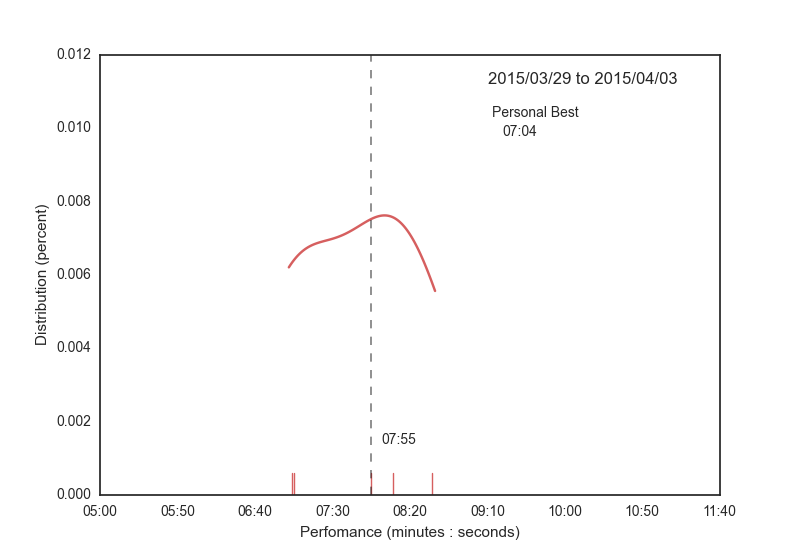 2015/03/29 to 2015/04/03
Personal Best
07:04
0.012
0.010
0.008
0.006
0.004
0.002
0.000
Distribution (percent)
07:55
05:00 05:50 06:40 07:30 08:20 09:10 10:00 10:50 11:40
Perfomance (minutes : seconds)